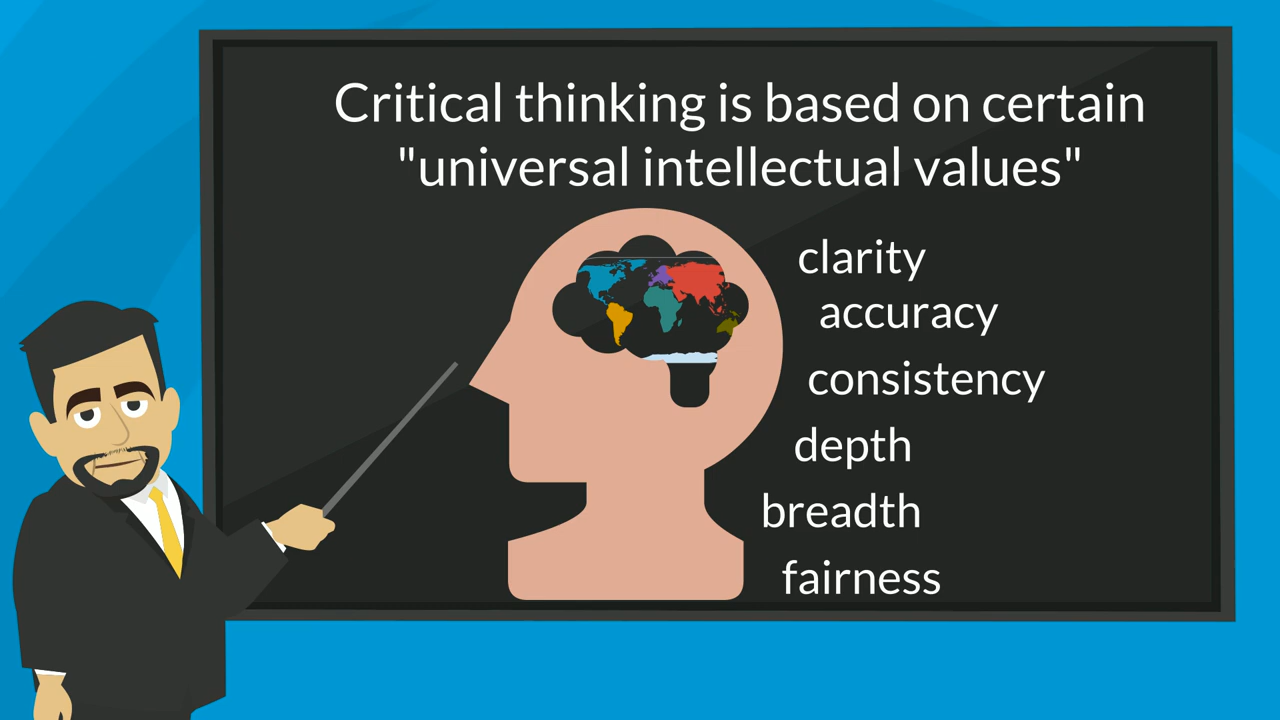 Critical thinking is based on certain
"universal intellectual values"
clarity
accuracy
consistency
depth
breadth
fairness